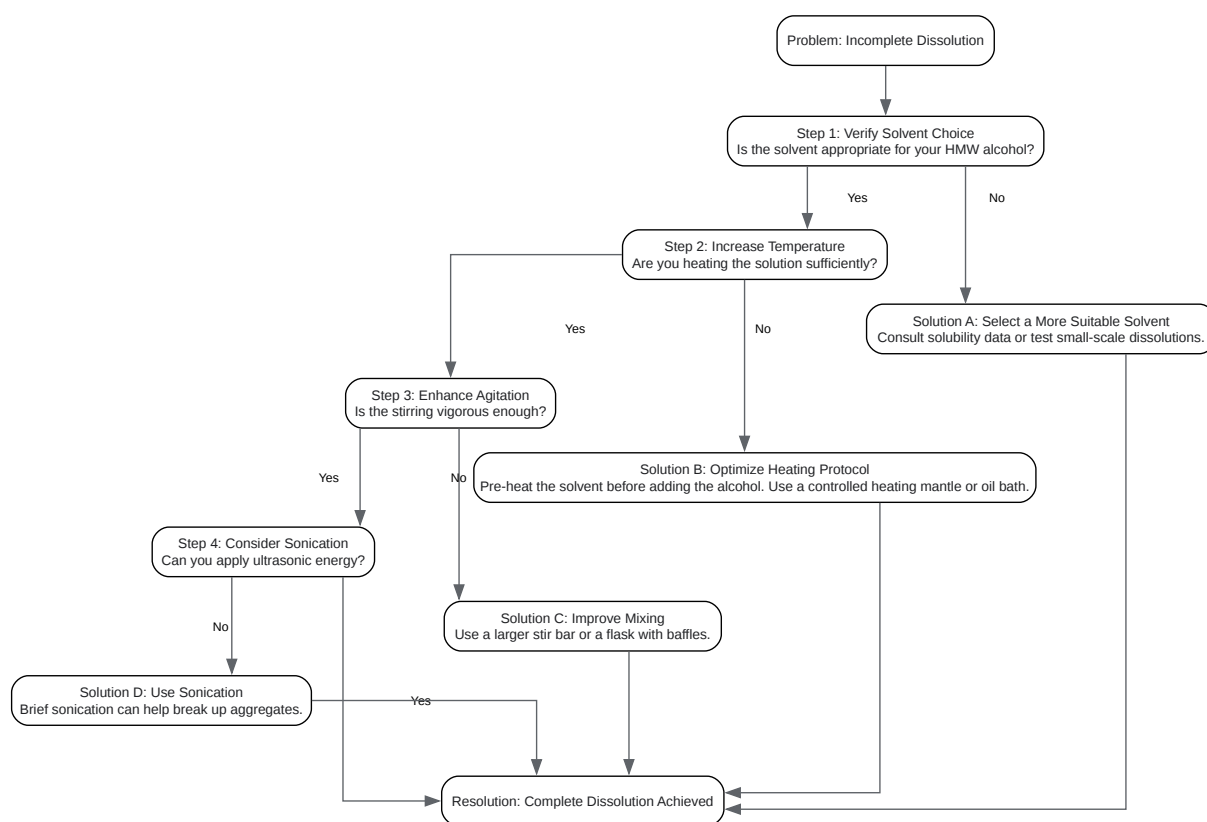 Problem: Incomplete Dissolution
Step 1: Verify Solvent Choice
Is the solvent appropriate for your HMW alcohol?
Yes
No
Step 2: Increase Temperature
Are you heating the solution sufficiently?
Solution A: Select a More Suitable Solvent
Consult solubility data or test small-scale dissolutions.
Yes
No
Step 3: Enhance Agitation
Is the stirring vigorous enough?
Solution B: Optimize Heating Protocol
Pre-heat the solvent before adding the alcohol. Use a controlled heating mantle or oil bath.
Yes
No
Step 4: Consider Sonication
Can you apply ultrasonic energy?
Solution C: Improve Mixing
Use a larger stir bar or a flask with baffles.
No
Solution D: Use Sonication
Brief sonication can help break up aggregates.
Yes
Resolution: Complete Dissolution Achieved